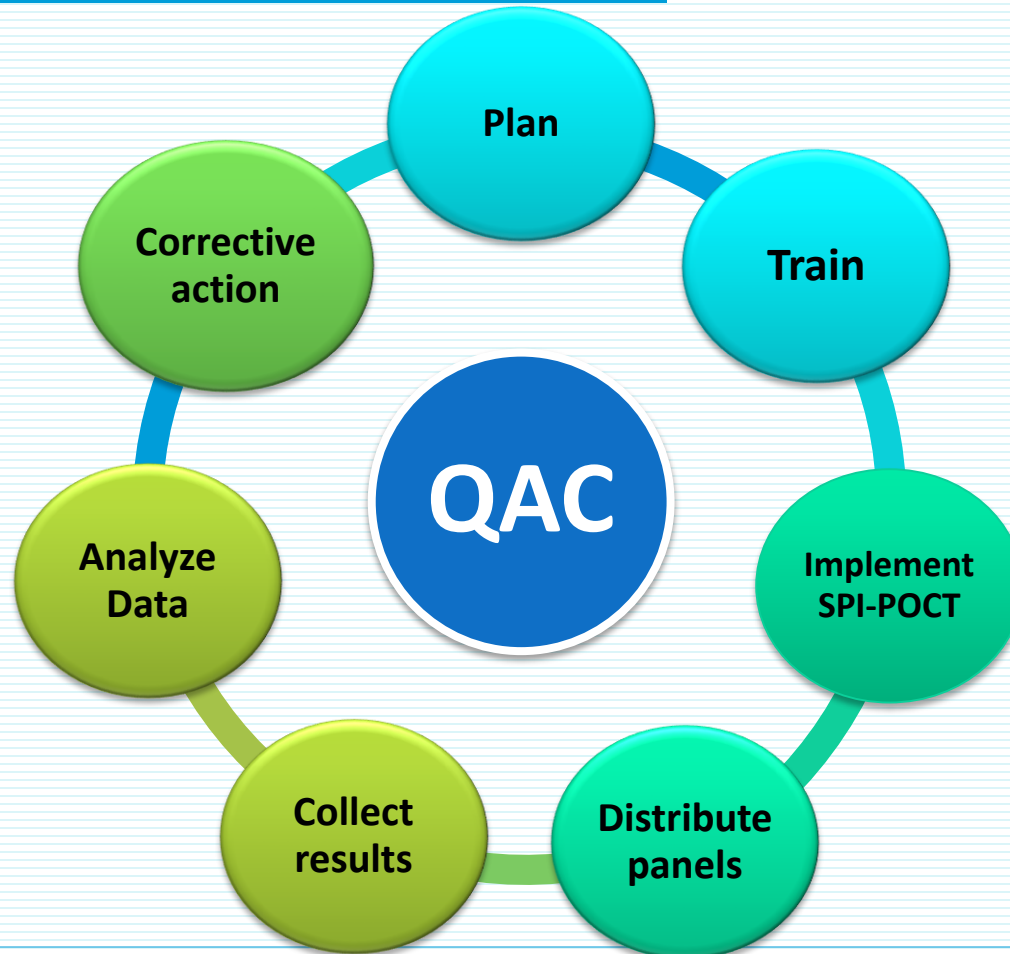 Plan
Train
Implement
SPI-POCT
Distribute
panels
Collect
results
Analyze
Data
Corrective
action
QAC